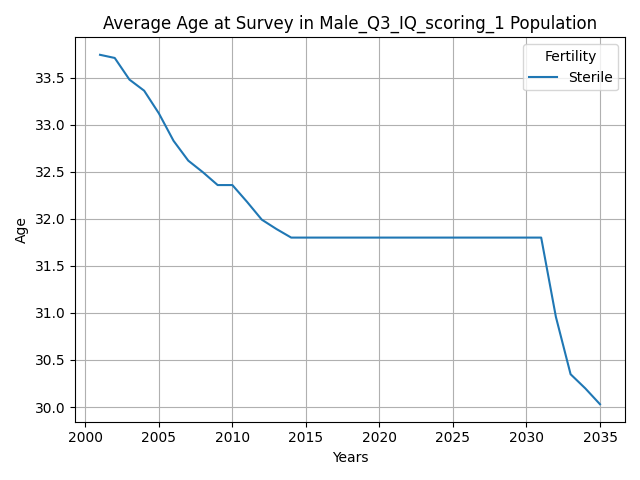 Average Age at Survey in Male_Q3_IQ_scoring_1 Population
Fertility
Sterile
Age
33.5
33.0
32.5
32.0
31.5
31.0
30.5
30.0
2000 2005 2010 2015 2020 2025 2030 2035
Years